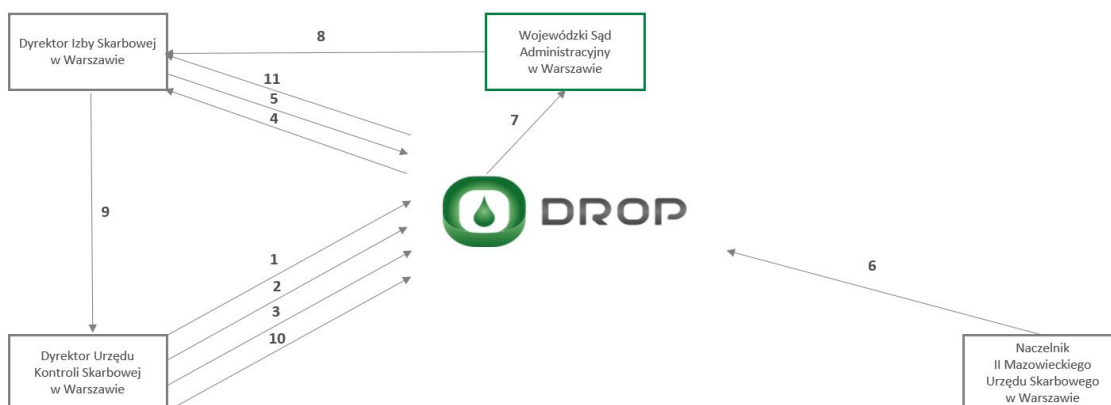 Dyrektor Izby Skarbowej
w Warszawie
8
Wojewódzki Sąd
Administracyjny
w Warszawie
11
5
4
7
DROP
9
1
2
3
10
6
Dyrektor Urzędu
Kontroli Skarbowej
w Warszawie
Naczelnik
II Mazowieckiego
Urzędu Skarbowego
w Warszawie